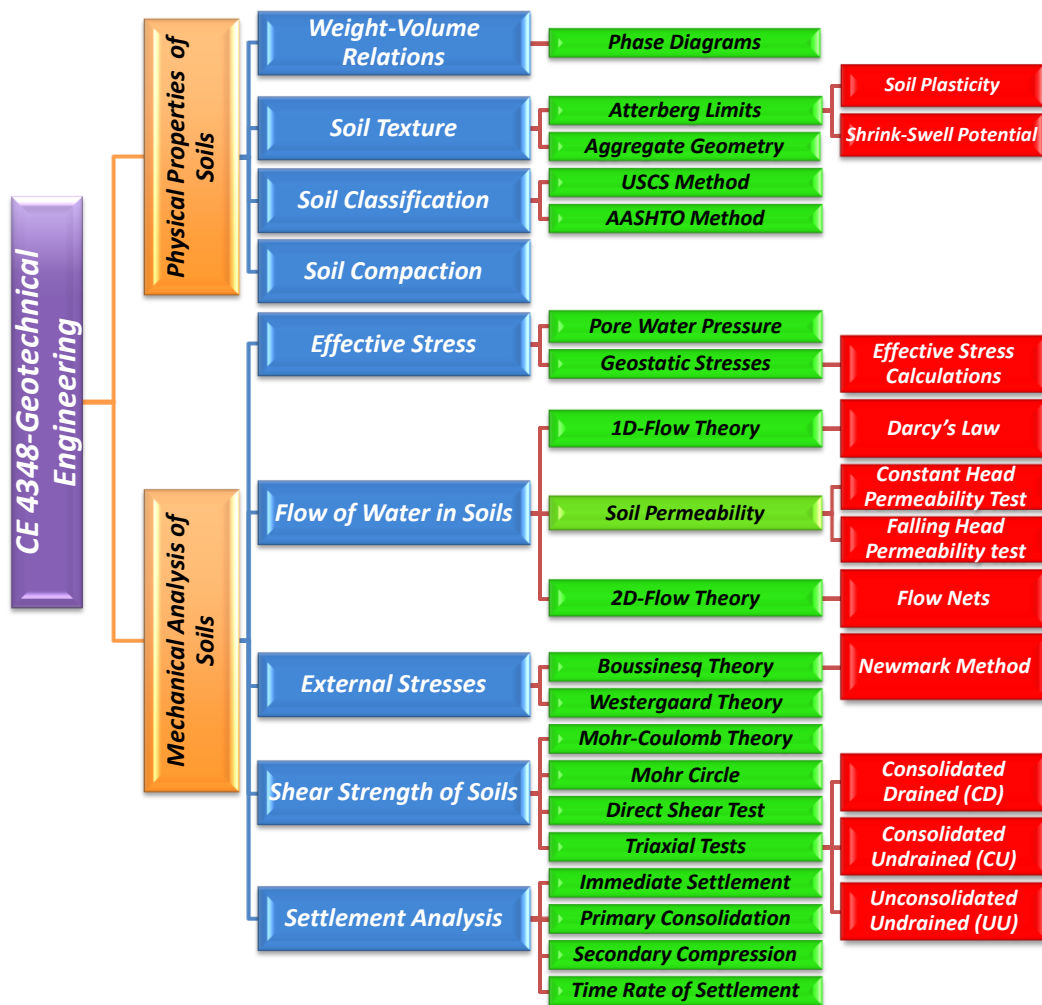 CE 4348-Geotechnical
Engineering
Physical Properties of
Soils
Weight-Volume
Relations
Phase Diagrams
Soil Texture
Atterberg Limits
Soil Plasticity
Shrink-Swell Potential
Aggregate Geometry
Soil Classification
USCS Method
AASHTO Method
Soil Compaction
Mechanical Analysis of
Soils
Effective Stress
Pore Water Pressure
Geostatic Stresses
Effective Stress
Calculations
Flow of Water in Soils
1D-Flow Theory
Darcy's Law
Soil Permeability
Constant Head
Permeability Test
Falling Head
Permeability test
2D-Flow Theory
Flow Nets
External Stresses
Boussinesq Theory
Newmark Method
Westergaard Theory
Shear Strength of Soils
Mohr-Coulomb Theory
Mohr Circle
Direct Shear Test
Triaxial Tests
Consolidated
Drained (CD)
Consolidated
Undrained (CU)
Unconsolidated
Undrained (UU)
Settlement Analysis
Immediate Settlement
Primary Consolidation
Secondary Compression
Time Rate of Settlement